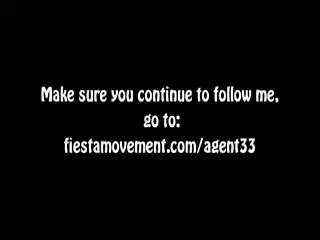 Make sure you continue to follow me,
go to:
fiestamovement.com/agent33